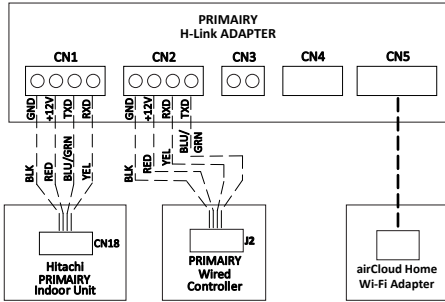 PRIMAIRY
H-Link ADAPTER
CN1 CN2 CN3 CN4 CN5
GND +12V TXD RXD GND +12V RXD TXD
BLK RED BLU/GRN YEL BLK RED YEL BLU/
GRN
CN18
Hitachi
PRIMAIRY
Indoor Unit
J2
PRIMAIRY
Wired
Controller
airCloud Home
Wi-Fi Adapter